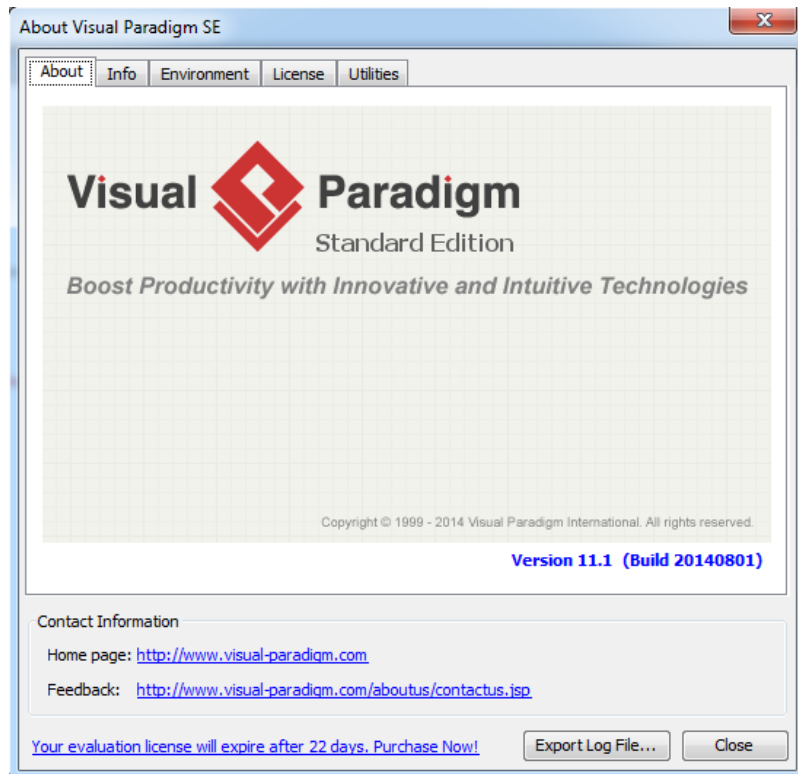 About Visual Paradigm SE
About Info Environment License Utilities
Visual Paradigm
Standard Edition
Boost Productivity with Innovative and Intuitive Technologies
Copyright © 1999 - 2014 Visual Paradigm International. All rights reserved.
Version 11.1 (Build 20140801)
Contact Information
Home page: http://www.visual-paradigm.com
Feedback: http://www.visual-paradigm.com/aboutus/contactus.jsp
Your evaluation license will expire after 22 days. Purchase Now! Export Log File... Close